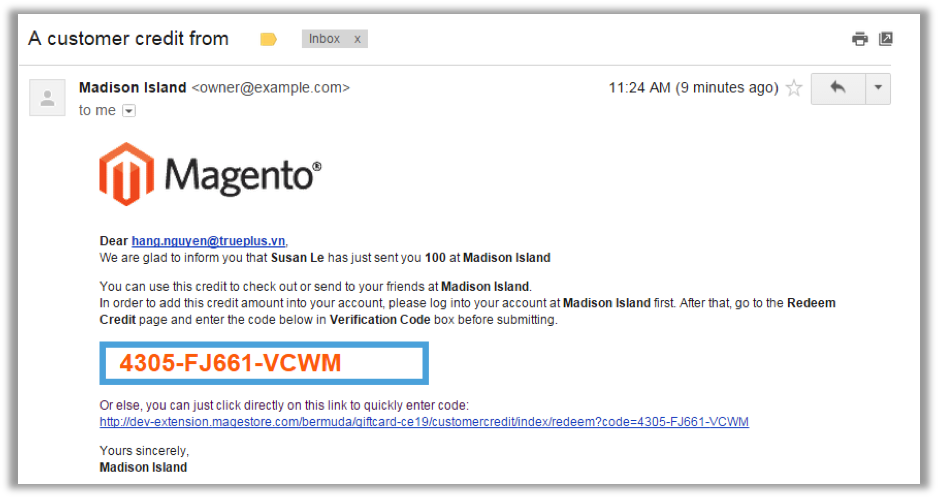 A customer credit from
Inbox x
Madison Island <owner@example.com>
11:24 AM (9 minutes ago)
to me
Magento®
Dear hang.nguyen@trueplus.vn,
We are glad to inform you that Susan Le has just sent you 100 at Madison Island
You can use this credit to check out or send to your friends at Madison Island.
In order to add this credit amount into your account, please log into your account at Madison Island first. After that, go to the Redeem
Credit page and enter the code below in Verification Code box before submitting.
4305-FJ661-VCWM
Or else, you can just click directly on this link to quickly enter code:
http://dev-extension.magestore.com/bermuda/giftcard-ce19/customercredit/index/redeem?code=4305-FJ661-VCWM
Yours sincerely,
Madison Island